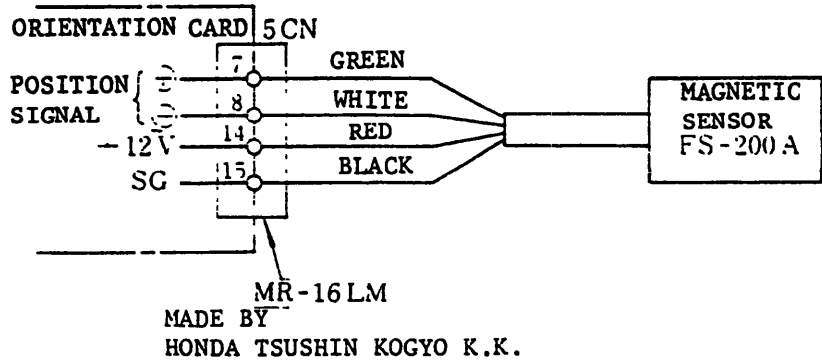 ORIENTATION CARD 5CN
7 GREEN
POSITION
SIGNAL
8 WHITE
-12V 14 RED
SG 15 BLACK
MAGNETIC
SENSOR
FS-200A
MR-16LM
MADE BY
HONDA TSUSHIN KOGYO K.K.